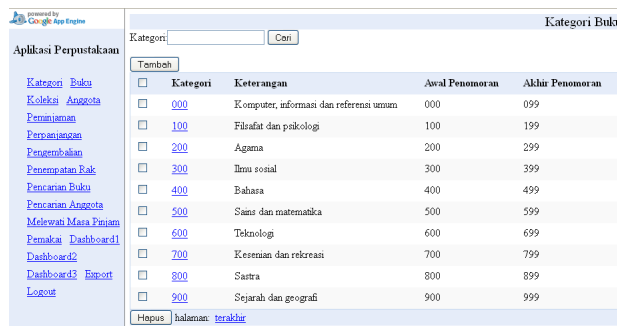 powered by
Google App Engine
Aplikasi Perpustakaan
Kategori Buku
Koleksi Anggota
Peminjaman
Perpanjangan
Pengembalian
Penempatan Rak
Pencarian Buku
Pencarian Anggota
Melewati Masa Pinjam
Pemakai Dashboard1
Dashboard2
Dashboard3 Export
Logout
Kategori Buku
Kategori: Cari
Tambah
Kategori Keterangan Awal Penomoran Akhir Penomoran
000 Komputer, informasi dan referensi umum 000 099
100 Filsafat dan psikologi 100 199
200 Agama 200 299
300 Ilmu sosial 300 399
400 Bahasa 400 499
500 Sains dan matematika 500 599
600 Teknologi 600 699
700 Kesenian dan rekreasi 700 799
800 Sastra 800 899
900 Sejarah dan geografi 900 999
Hapus halaman: terakhir